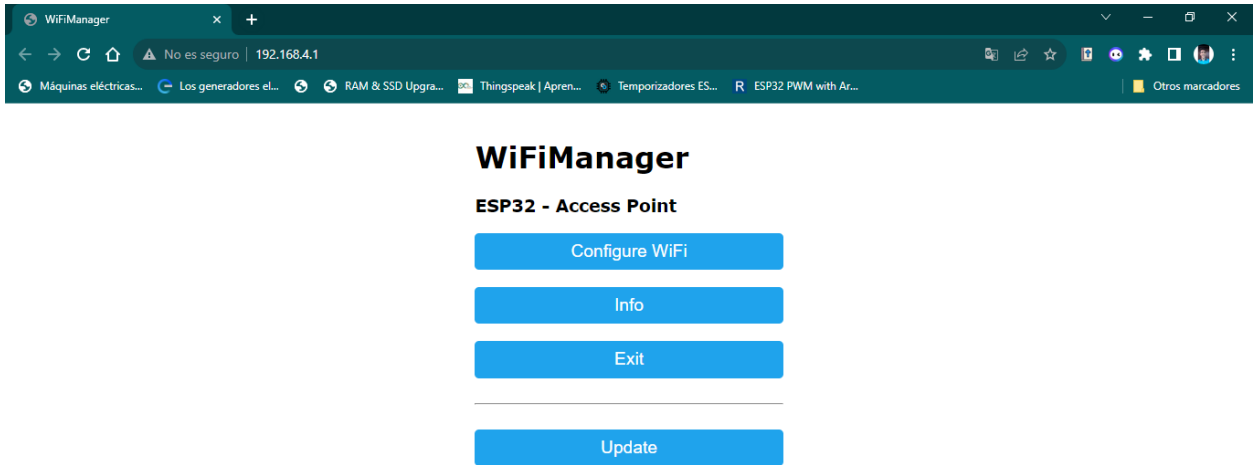 WiFiManager
No es seguro | 192.168.4.1
Máquinas eléctricas... Los generadores el... RAM & SSD Upgra... Thingspeak | Apren... Temporizadores ES... R ESP32 PWM with Ar... Otros marcadores
WiFiManager
ESP32 - Access Point
Configure WiFi
Info
Exit
Update